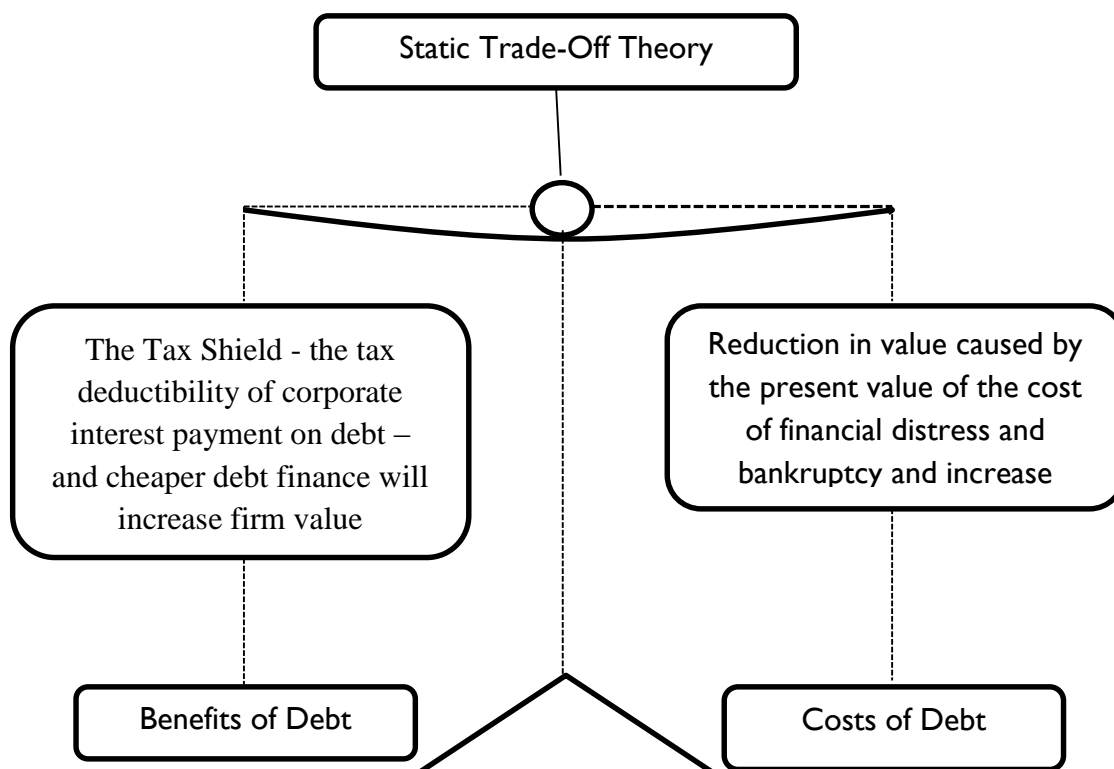 Static Trade-Off Theory
The Tax Shield - the tax
deductibility of corporate
interest payment on debt –
and cheaper debt finance will
increase firm value
Reduction in value caused by
the present value of the cost
of financial distress and
bankruptcy and increase
Benefits of Debt
Costs of Debt